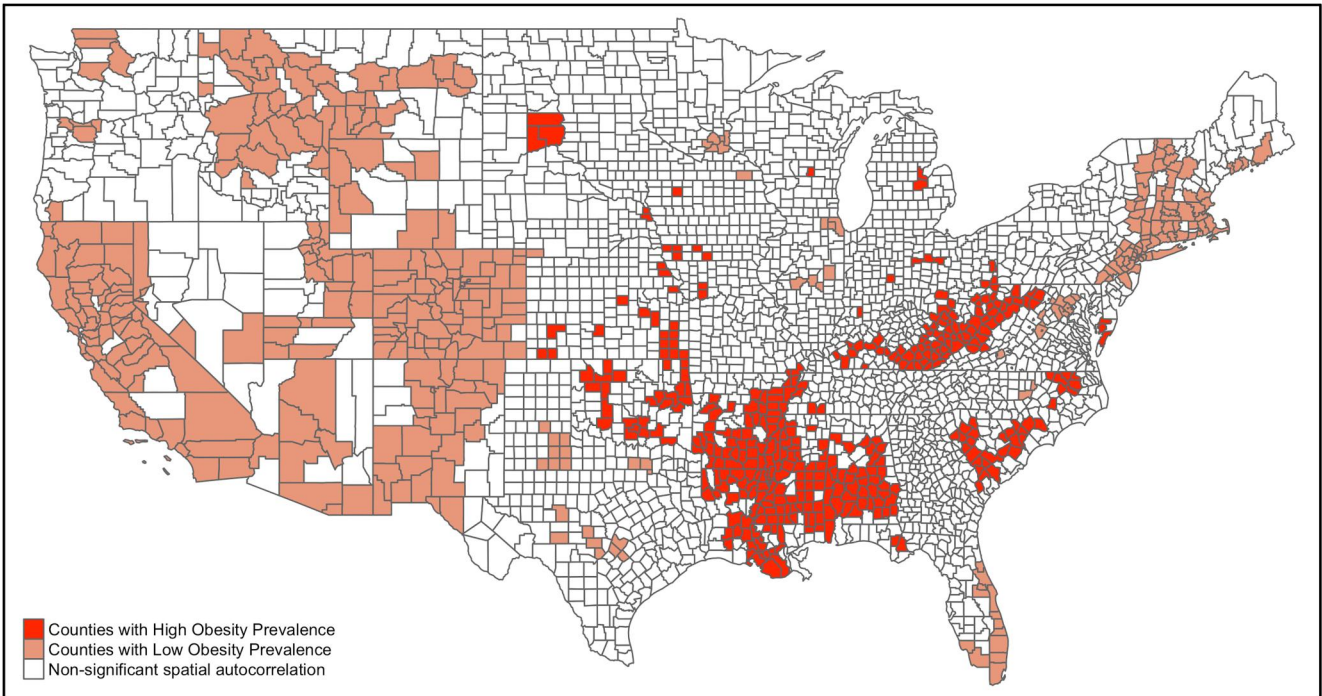 Counties with High Obesity Prevalence
Counties with Low Obesity Prevalence
Non-significant spatial autocorrelation